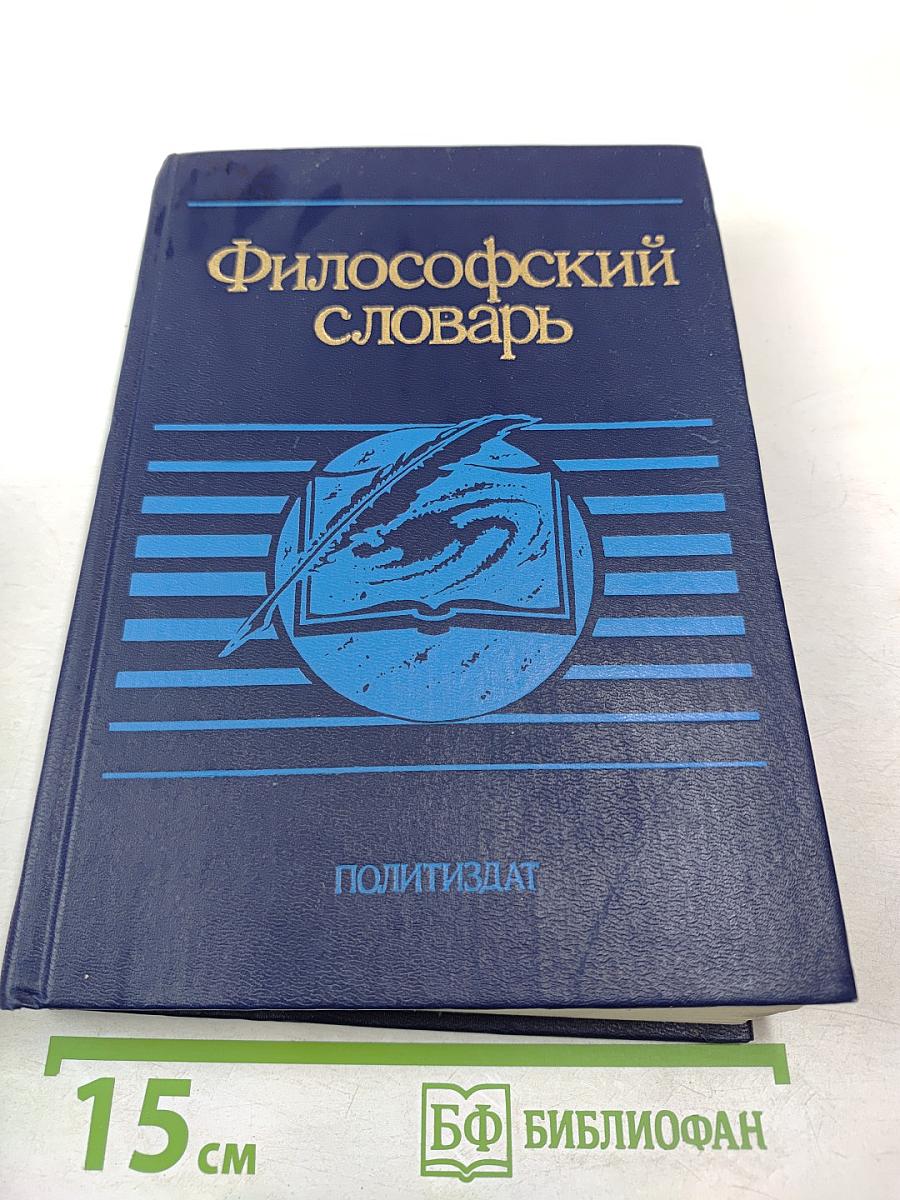 Философский
словарь
ПОЛИТИЗДАТ
15 см
БФ БИБЛИОФАН